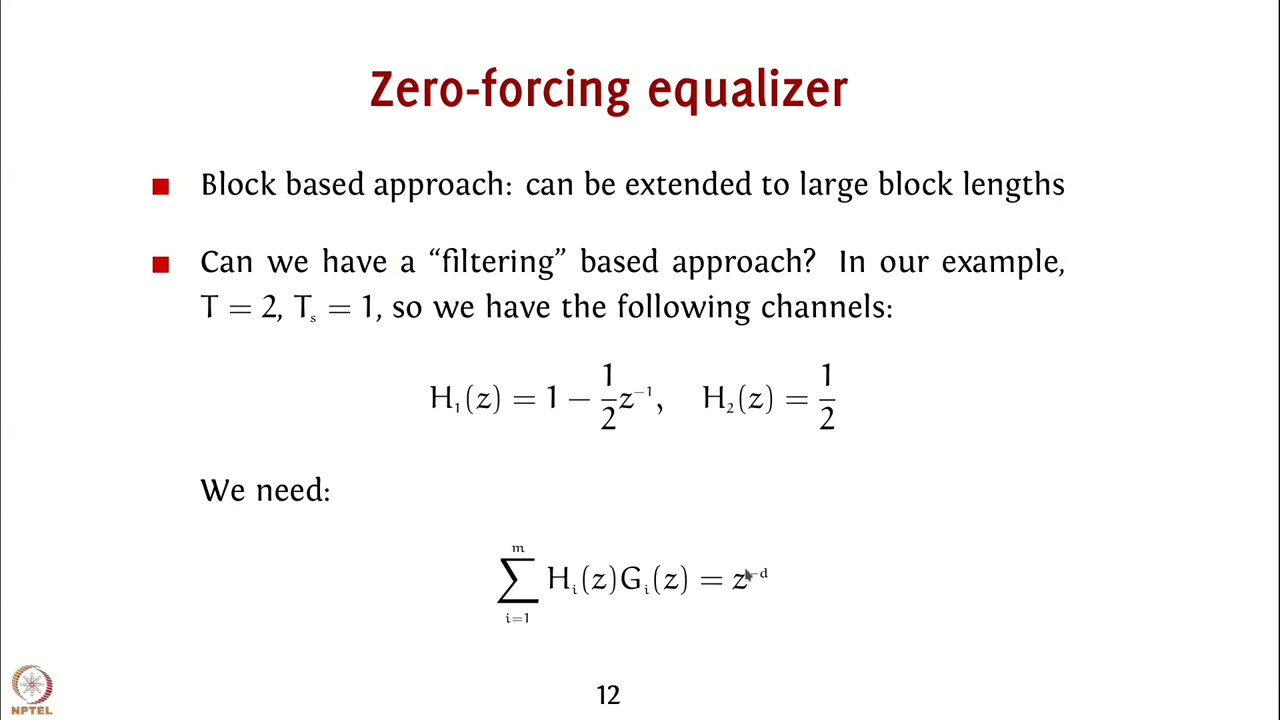 Zero-forcing equalizer
■ Block based approach: can be extended to large block lengths
■ Can we have a “filtering” based approach? In our example,
T = 2, Tₛ = 1, so we have the following channels:
H₁(z) = 1 − 1/2 z⁻¹, H₂(z) = 1/2
We need:
∑_{i=1}^{m} Hᵢ(z)Gᵢ(z) = z^{−d}
12
NPTEL